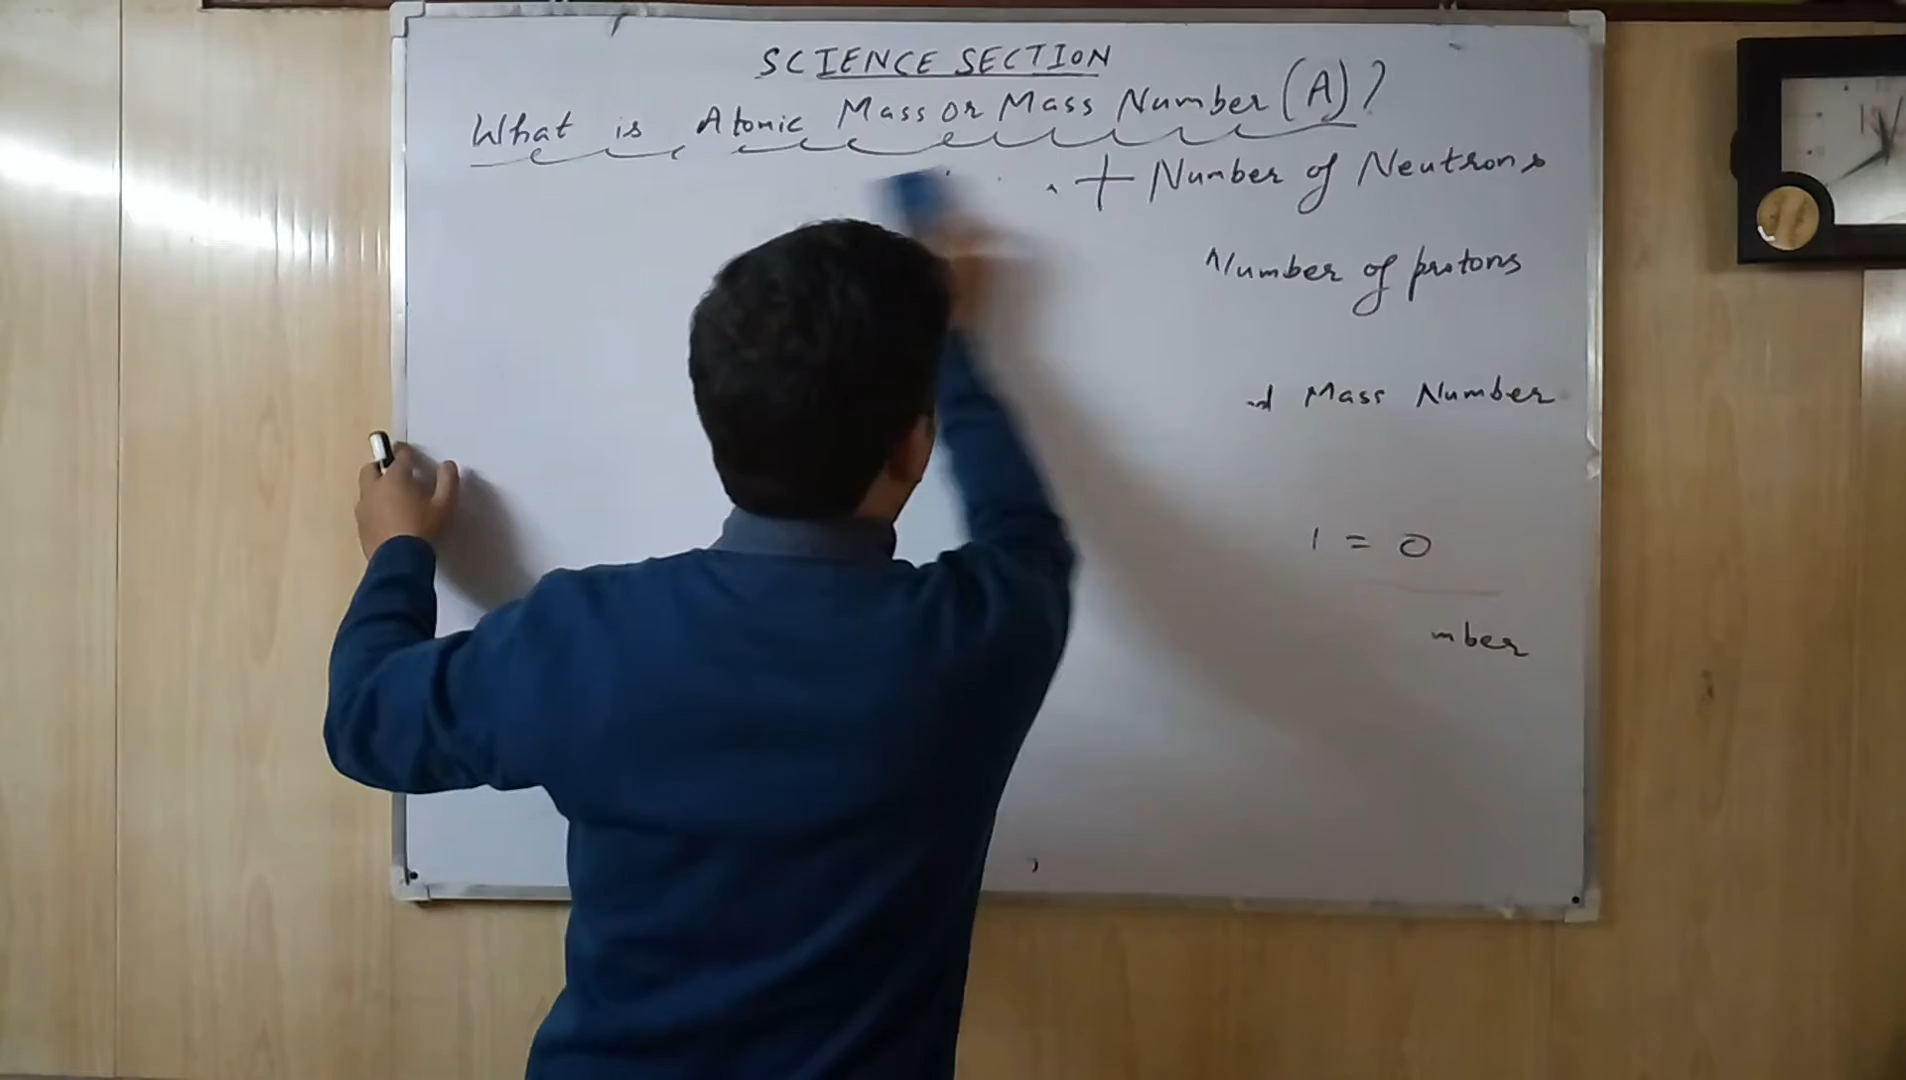 SCIENCE SECTION
What is Atomic Mass or Mass Number (A)?
+ Number of Neutrons
Number of protons
Mass Number
1 = 0
mber